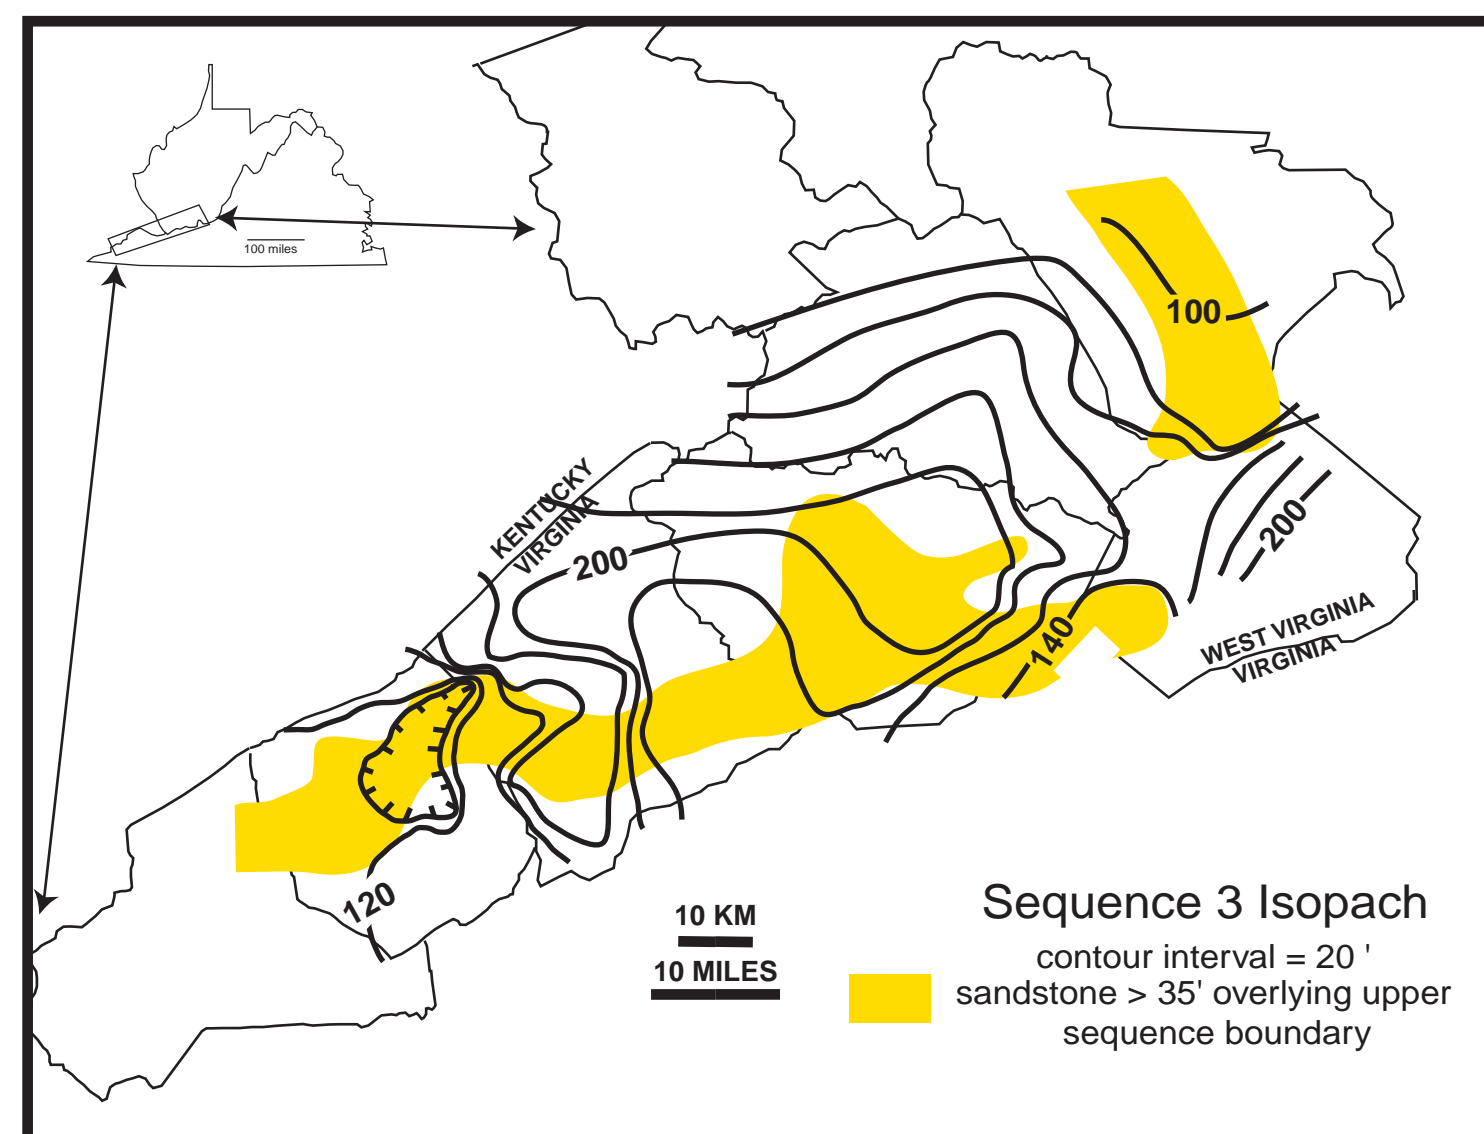 100 miles
100
KENTUCKY
VIRGINIA
200
200
WEST VIRGINIA
VIRGINIA
140
120
10 KM
10 MILES
Sequence 3 Isopach
contour interval = 20 '
sandstone > 35' overlying upper
sequence boundary